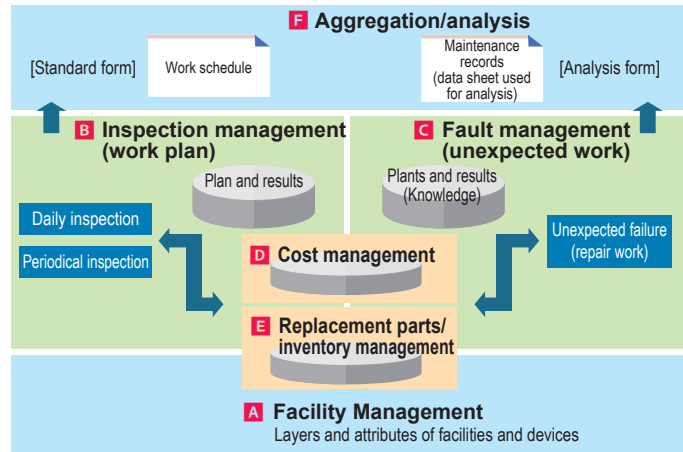 F Aggregation/analysis
[Standard form]
Work schedule
Maintenance
records
(data sheet used
for analysis)
[Analysis form]
B Inspection management
(work plan)
C Fault management
(unexpected work)
Plan and results
Plants and results
(Knowledge)
Daily inspection
Periodical inspection
Unexpected failure
(repair work)
D Cost management
E Replacement parts/
inventory management
A Facility Management
Layers and attributes of facilities and devices